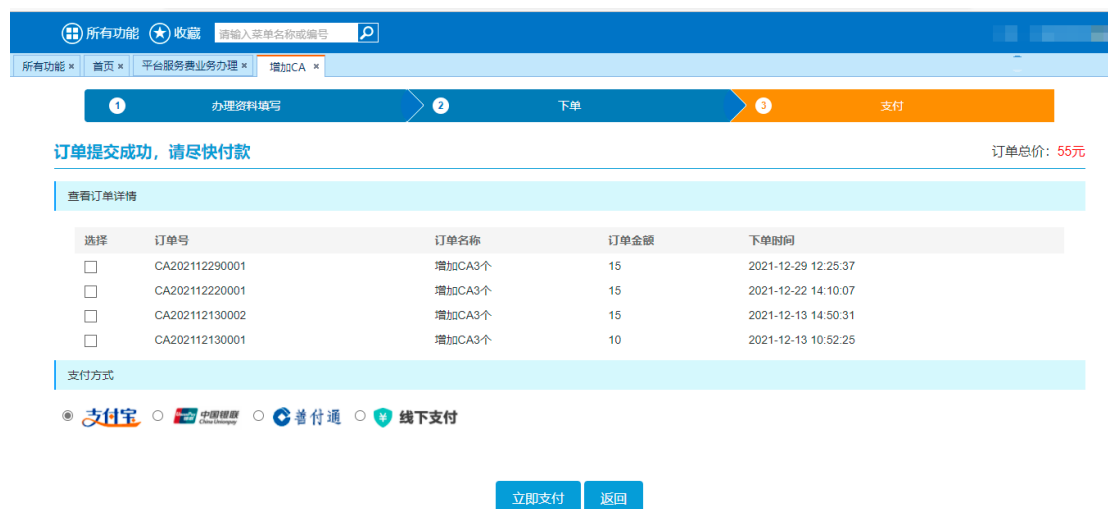 所有功能 收藏 请输入菜单名称或编号
所有功能 × 首页 × 平台服务费业务办理 × 增加CA ×
1 办理资料填写 2 下单 3 支付
订单提交成功，请尽快付款 订单总价：55元
查看订单详情
选择 订单号 订单名称 订单金额 下单时间
CA202112290001 增加CA3个 15 2021-12-29 12:25:37
CA202112220001 增加CA3个 15 2021-12-22 14:10:07
CA202112130002 增加CA3个 15 2021-12-13 14:50:31
CA202112130001 增加CA3个 10 2021-12-13 10:52:25
支付方式
支付宝 中国银联 China Unionpay 善付通 线下支付
立即支付 返回